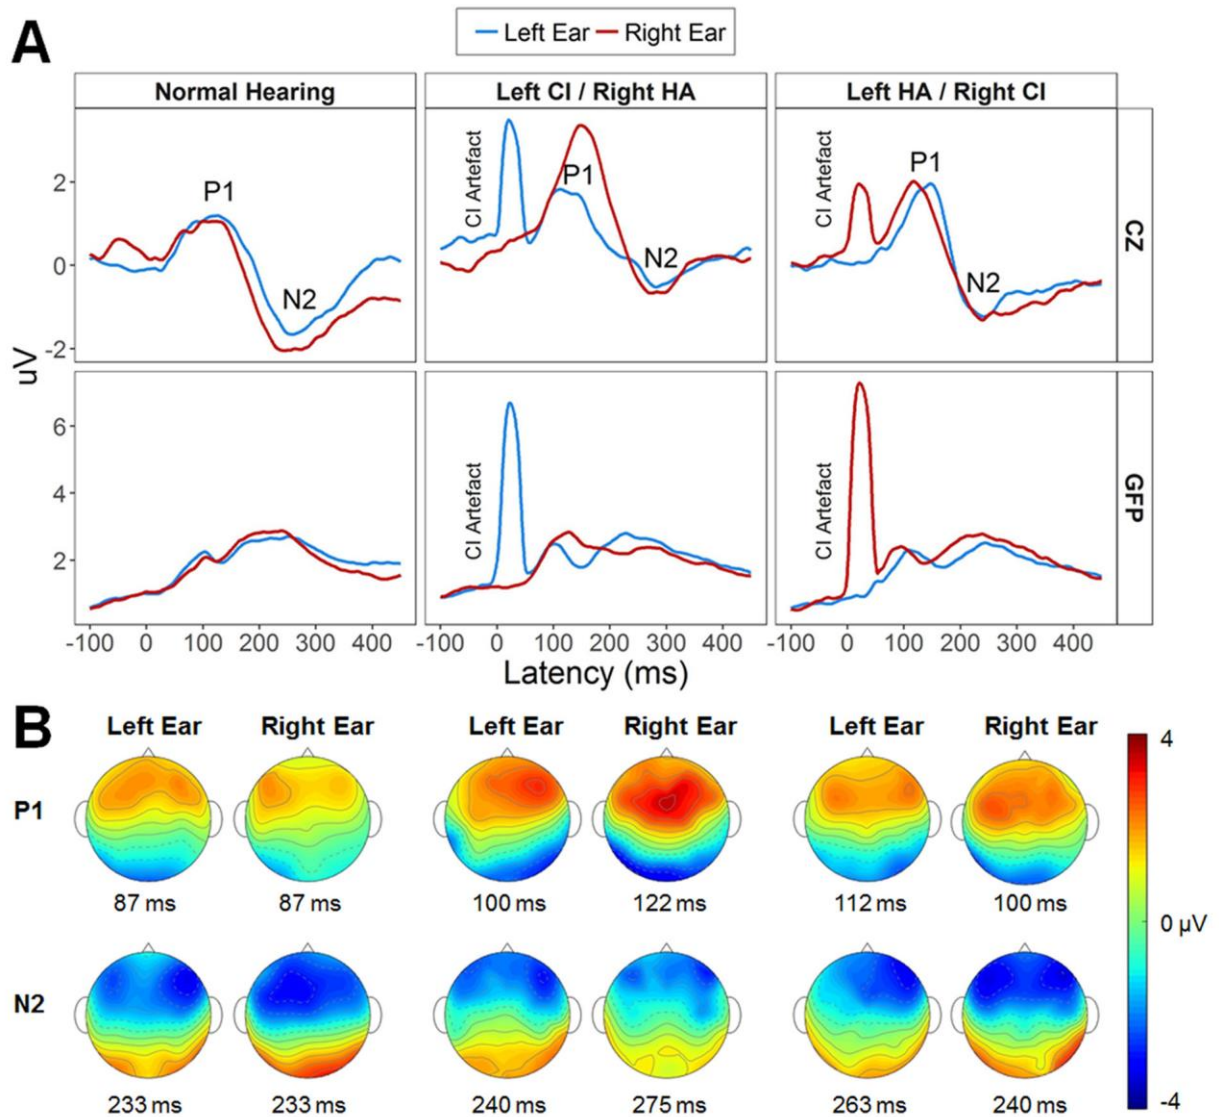 A
Left Ear Right Ear
Normal Hearing
Left CI / Right HA
Left HA / Right CI
CZ
GFP
uV
2
0
-2
6
4
2
P1
N2
CI Artefact
P1
N2
CI Artefact
P1
N2
CI Artefact
CI Artefact
-100 0 100 200 300 400
-100 0 100 200 300 400
-100 0 100 200 300 400
Latency (ms)
B
Left Ear Right Ear Left Ear Right Ear Left Ear Right Ear
P1
87 ms 87 ms 100 ms 122 ms 112 ms 100 ms
N2
233 ms 233 ms 240 ms 275 ms 263 ms 240 ms
4
0 µV
-4